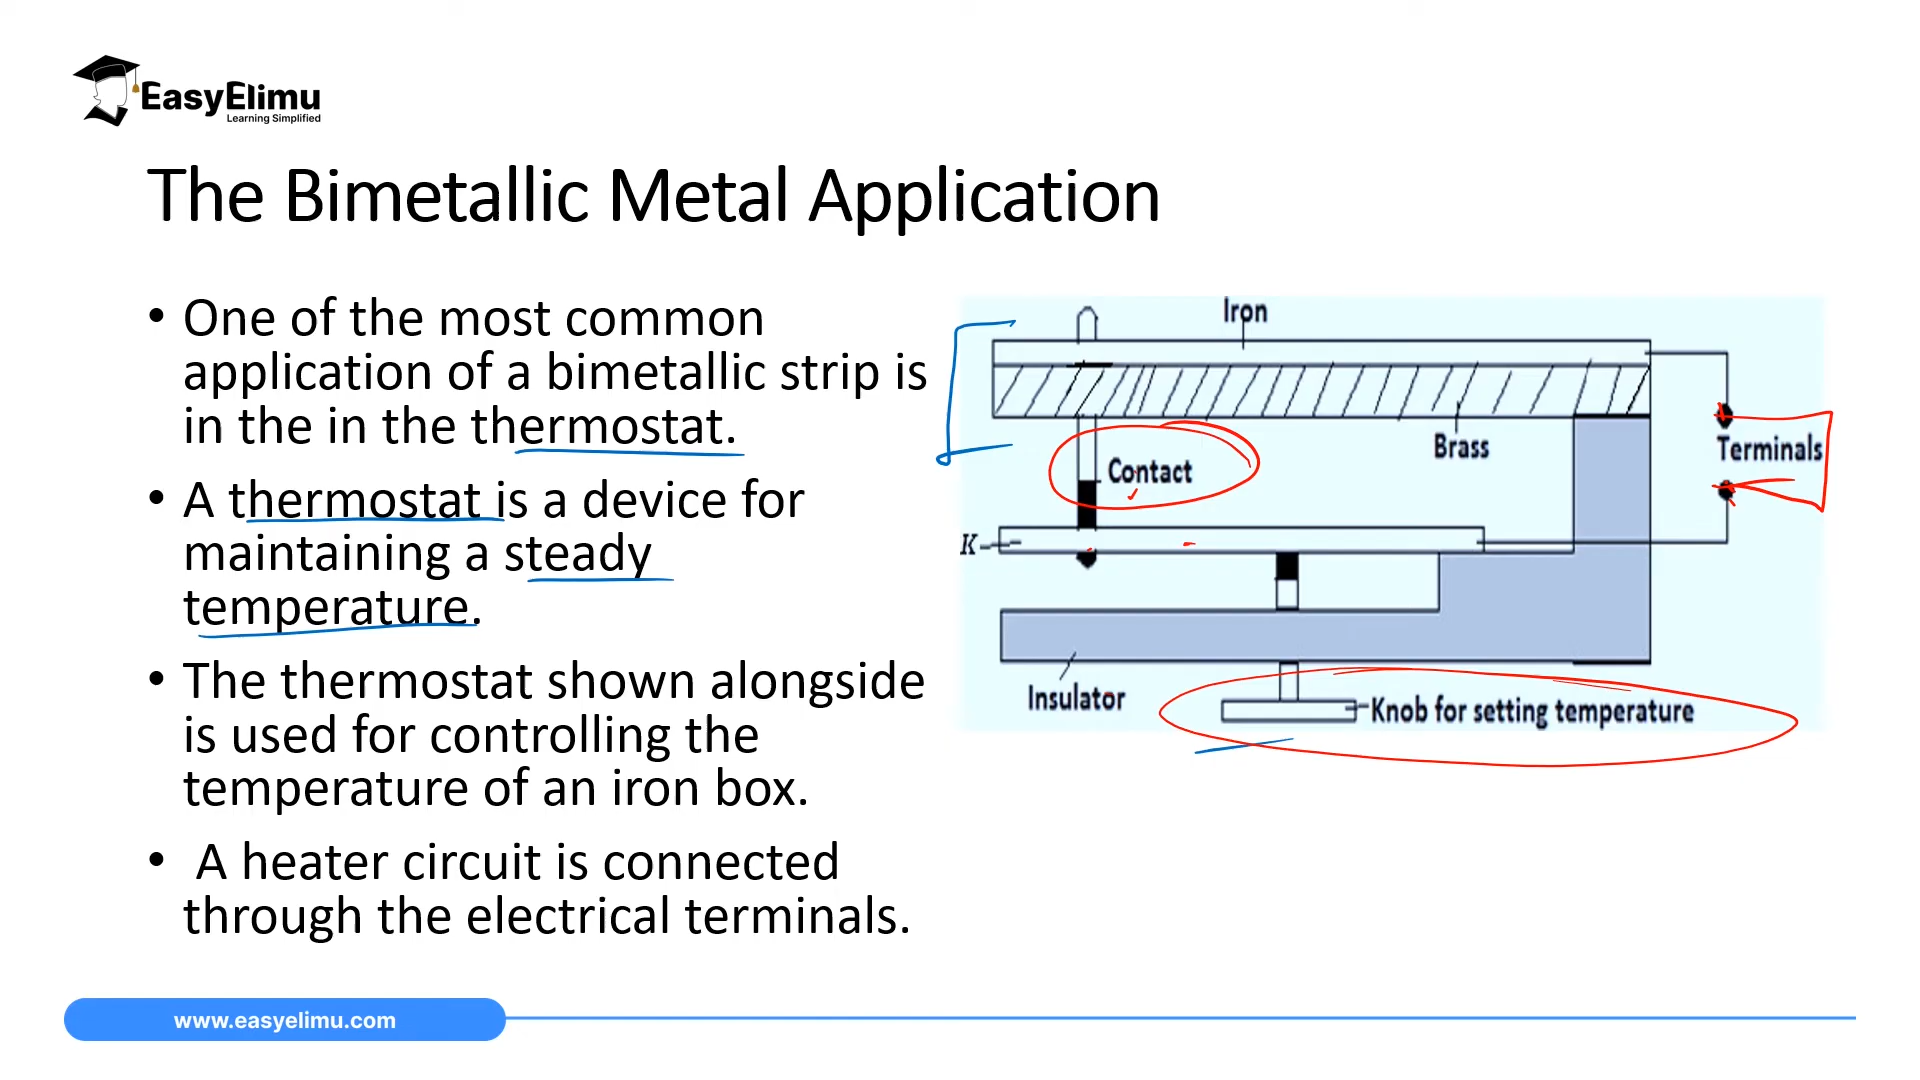 EasyElimu
Learning Simplified
The Bimetallic Metal Application
• One of the most common
application of a bimetallic strip is
in the in the thermostat.
• A thermostat is a device for
maintaining a steady
temperature.
• The thermostat shown alongside
is used for controlling the
temperature of an iron box.
• A heater circuit is connected
through the electrical terminals.
Iron
Brass
Terminals
Contact
K
Insulator
Knob for setting temperature
www.easyelimu.com